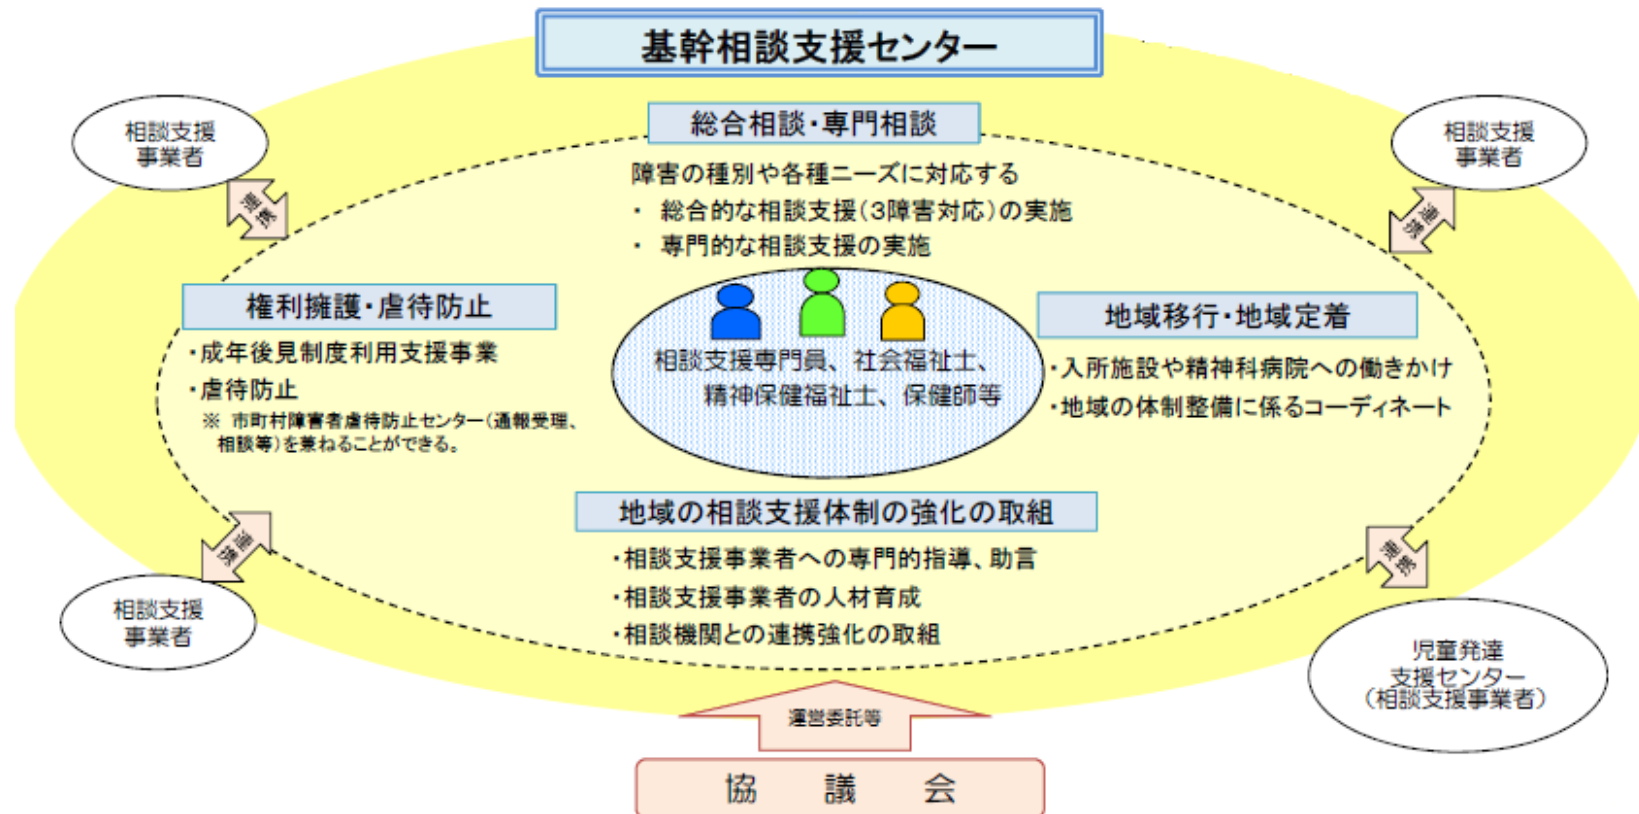 基幹相談支援センター
総合相談・専門相談
障害の種別や各種ニーズに対応する
・ 総合的な相談支援(3障害対応)の実施
・ 専門的な相談支援の実施
相談支援
事業者
連携
相談支援
事業者
連携
権利擁護・虐待防止
・成年後見制度利用支援事業
・虐待防止
※ 市町村障害者虐待防止センター(通報受理、
相談等)を兼ねることができる。
相談支援専門員、社会福祉士、
精神保健福祉士、保健師等
地域移行・地域定着
・入所施設や精神科病院への働きかけ
・地域の体制整備に係るコーディネート
地域の相談支援体制の強化の取組
・相談支援事業者への専門的指導、助言
・相談支援事業者の人材育成
・相談機関との連携強化の取組
連携
相談支援
事業者
連携
児童発達
支援センター
(相談支援事業者)
運営委託等
協 議 会